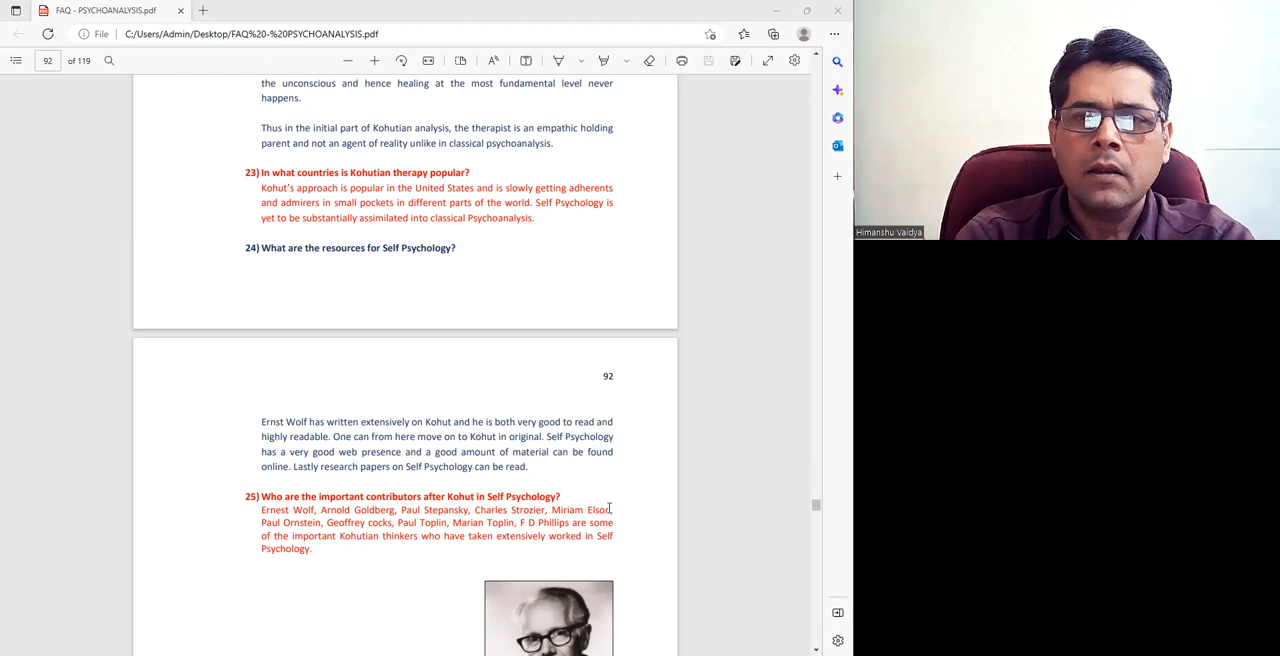 FAQ - PSYCHOANALYSIS.pdf
File
C:/Users/Admin/Desktop/FAQ%20-%20PSYCHOANALYSIS.pdf
92 of 119
the unconscious and hence healing at the most fundamental level never
happens.
Thus in the initial part of Kohutian analysis, the therapist is an empathic holding
parent and not an agent of reality unlike in classical psychoanalysis.
23) In what countries is Kohutian therapy popular?
Kohut's approach is popular in the United States and is slowly getting adherents
and admirers in small pockets in different parts of the world. Self Psychology is
yet to be substantially assimilated into classical Psychoanalysis.
24) What are the resources for Self Psychology?
92
Ernst Wolf has written extensively on Kohut and he is both very good to read and
highly readable. One can from here move on to Kohut in original. Self Psychology
has a very good web presence and a good amount of material can be found
online. Lastly research papers on Self Psychology can be read.
25) Who are the important contributors after Kohut in Self Psychology?
Ernest Wolf, Arnold Goldberg, Paul Stepansky, Charles Strozier, Miriam Elson,
Paul Ornstein, Geoffrey cocks, Paul Toplin, Marian Toplin, F D Phillips are some
of the important Kohutian thinkers who have taken extensively worked in Self
Psychology.
Himanshu Vaidya